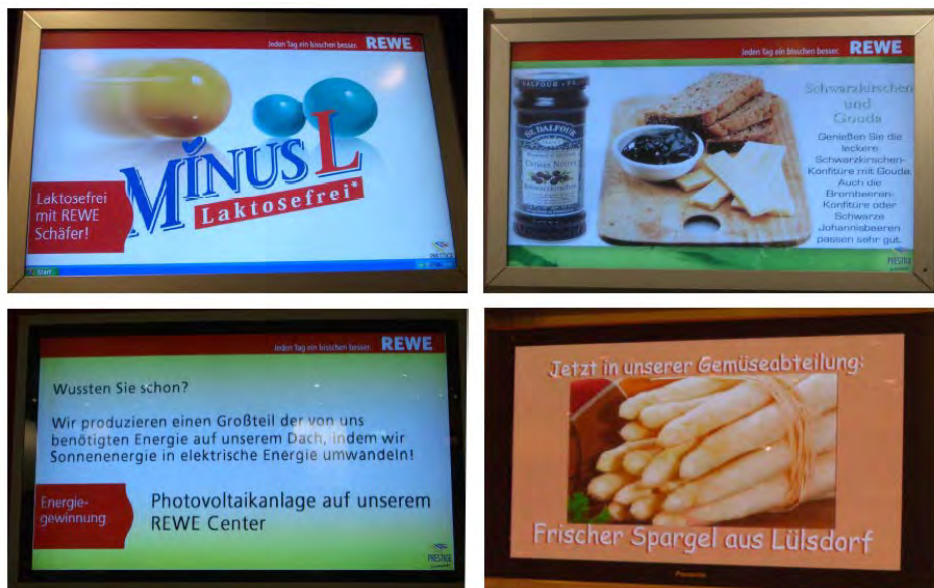 Jeden Tag ein bisschen besser. REWE
MINUS L
Laktosefrei*
Laktosefrei
mit REWE
Schäfer!
PRESTIGE
Start
Jeden Tag ein bisschen besser. REWE
Schwarzkirschen
und
Gouda
Genießen Sie die
leckere
Schwarzkirschen-
Konfitüre mit Gouda.
Auch die
Brombeeren-
Konfitüre oder
Schwarze
Johannisbeeren
passen sehr gut.
ST. DALFOUR
PRESTIGE
Jeden Tag ein bisschen besser. REWE
Wussten Sie schon?
Wir produzieren einen Großteil der von uns
benötigten Energie auf unserem Dach, indem wir
Sonnenenergie in elektrische Energie umwandeln!
Energie-
gewinnung
Photovoltaikanlage auf unserem
REWE Center
PRESTIGE
Jetzt in unserer Gemüseabteilung:
Frischer Spargel aus Lülsdorf
Panasonic